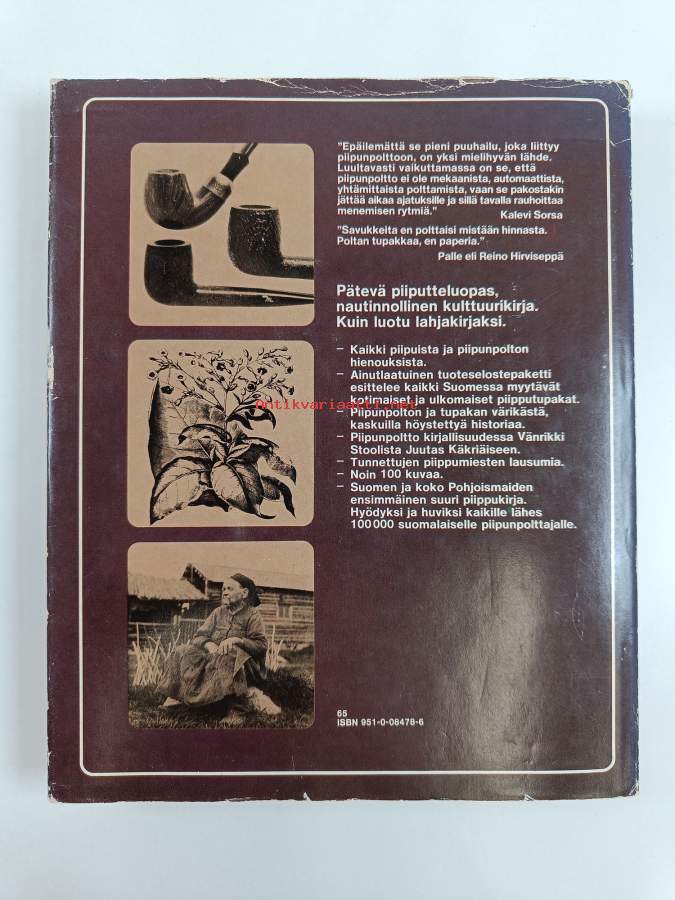 "Epäilemättä se pieni puuhailu, joka liittyy
piipunpolttoon, on yksi mielihyvän lähde.
Luultavasti vaikuttamassa on se, että
piipunpoltto ei ole mekaanista, automaattista,
yhtämittaista polttamista, vaan se pakostakin
jättää aikaa ajatuksille ja sillä tavalla rauhoittaa
menemisen rytmiä."
Kalevi Sorsa
"Savukkeita en polttaisi mistään hinnasta.
Poltan tupakkaa, en paperia."
Palle eli Reino Hirviseppä
Pätevä piiputteluopas,
nautinnollinen kulttuurikirja.
Kuin luotu lahjakirjaksi.
– Kaikki piipuista ja piipunpolton
hienouksista.
– Ainutlaatuinen tuoteselostepaketti
esittelee kaikki Suomessa myytävät
kotimaiset ja ulkomaiset piipputupakat.
– Piipunpolton ja tupakan värikästä,
kaskuilla höystettyä historiaa.
– Piipunpoltto kirjallisuudessa Vänrikki
Stoolista Juutas Käkriäiseen.
– Tunnettujen piippumiesten lausumia.
– Noin 100 kuvaa.
– Suomen ja koko Pohjoismaiden
ensimmäinen suuri piippukirja.
Hyödyksi ja huviksi kaikille lähes
100 000 suomalaiselle piipunpolttajalle.
65
ISBN 951-0-08478-6
Antikvariaatti.net